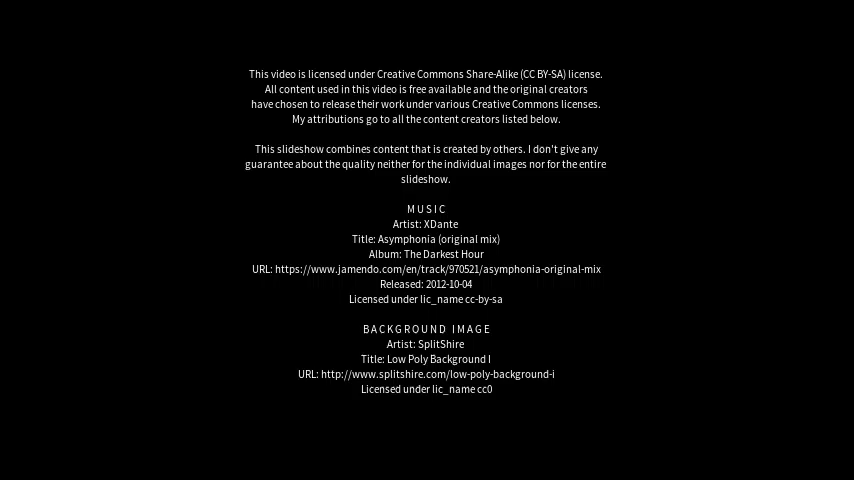 This video is licensed under Creative Commons Share-Alike (CC BY-SA) license.
All content used in this video is free available and the original creators
have chosen to release their work under various Creative Commons licenses.
My attributions go to all the content creators listed below.
This slideshow combines content that is created by others. I don't give any
guarantee about the quality neither for the individual images nor for the entire
slideshow.
MUSIC
Artist: XDante
Title: Asymphonia (original mix)
Album: The Darkest Hour
URL: https://www.jamendo.com/en/track/970521/asymphonia-original-mix
Released: 2012-10-04
Licensed under lic_name cc-by-sa
BACKGROUND IMAGE
Artist: SplitShire
Title: Low Poly Background I
URL: http://www.splitshire.com/low-poly-background-i
Licensed under lic_name cc0